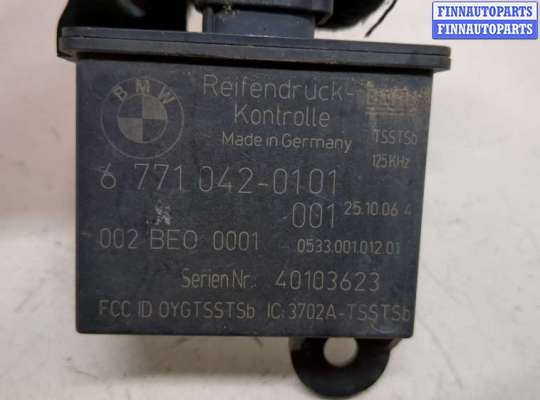 FINNAUTOPARTS
FINNAUTOPARTS
BMW
Reifendruck-
Kontrolle
Made in Germany
TSSTSb
125KHz
6 771 042-0101
001 25.10.06 4
002 BE0 0001 0533.001.012.01
Serien Nr.: 40103623
FCC ID OYGTSSTSb IC: 3702A-TSSTSb